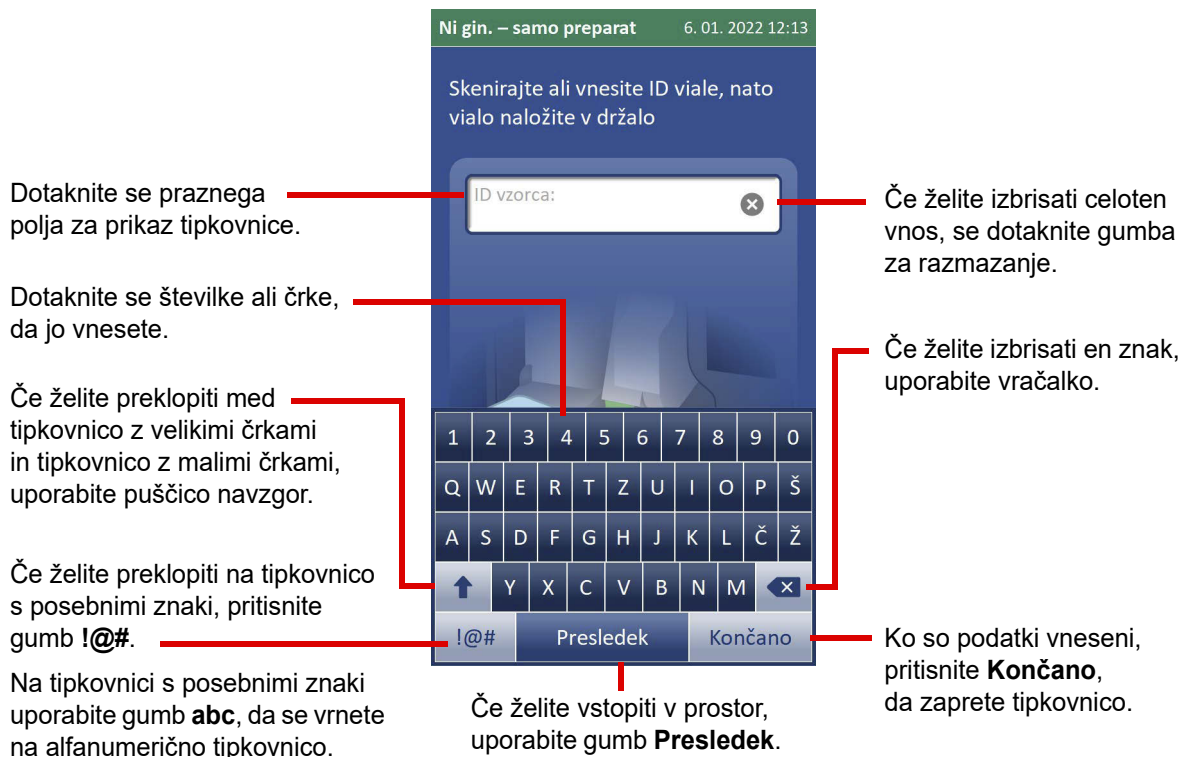 Ni gin. – samo preparat 6. 01. 2022 12:13
Skenirajte ali vnesite ID viale, nato
vialo naložite v držalo
ID vzorca:
Dotaknite se praznega
polja za prikaz tipkovnice.
Dotaknite se številke ali črke,
da jo vnesete.
Če želite preklopiti med
tipkovnico z velikimi črkami
in tipkovnico z malimi črkami,
uporabite puščico navzgor.
Če želite preklopiti na tipkovnico
s posebnimi znaki, pritisnite
gumb !@#.
Na tipkovnici s posebnimi znaki
uporabite gumb abc, da se vrnete
na alfanumerično tipkovnico.
1 2 3 4 5 6 7 8 9 0
Q W E R T Z U I O P Š
A S D F G H J K L Č Ž
Y X C V B N M
!@# Presledek Končano
Če želite vstopiti v prostor,
uporabite gumb Presledek.
Če želite izbrisati celoten
vnos, se dotaknite gumba
za razmazanje.
Če želite izbrisati en znak,
uporabite vračalko.
Ko so podatki vneseni,
pritisnite Končano,
da zaprete tipkovnico.